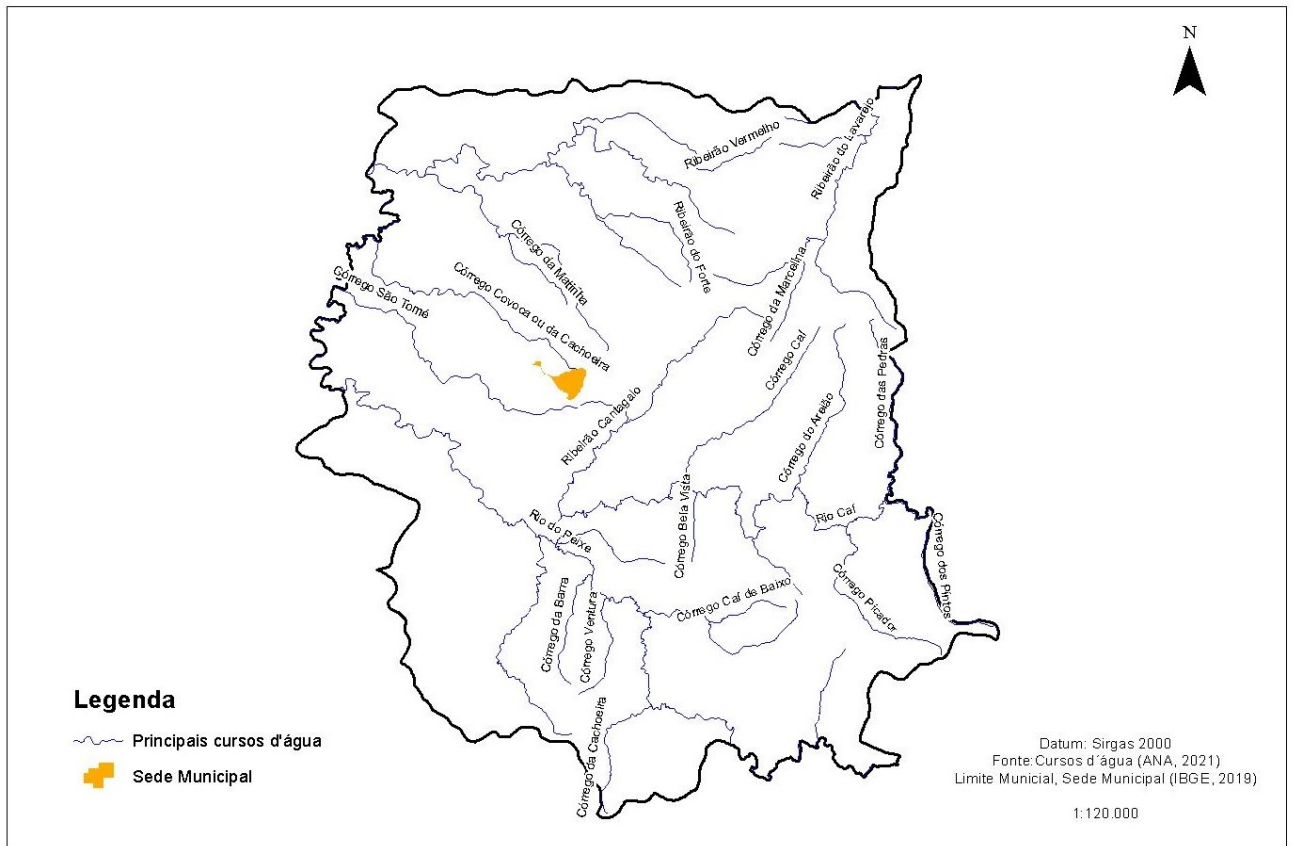 N
Ribeirão Vermelho
Ribeirão do Lavarejo
Ribeirão do Forte
Córrego da Matinha
Córrego da Marcelina
Córrego Covoca ou da Cachoeira
Córrego São Tomé
Córrego Caí
Córrego das Pedras
Ribeirão Cantagalo
Córrego do Areião
Córrego Bela Vista
Rio Caí
Rio do Peixe
Córrego dos Pintos
Córrego Picador
Córrego Caí de Baixo
Córrego da Barra
Córrego Ventura
Córrego da Cachoeira
Legenda
Principais cursos d'água
Sede Municipal
Datum: Sirgas 2000
Fonte:Cursos d´água (ANA, 2021)
Limite Municial, Sede Municipal (IBGE, 2019)
1:120.000